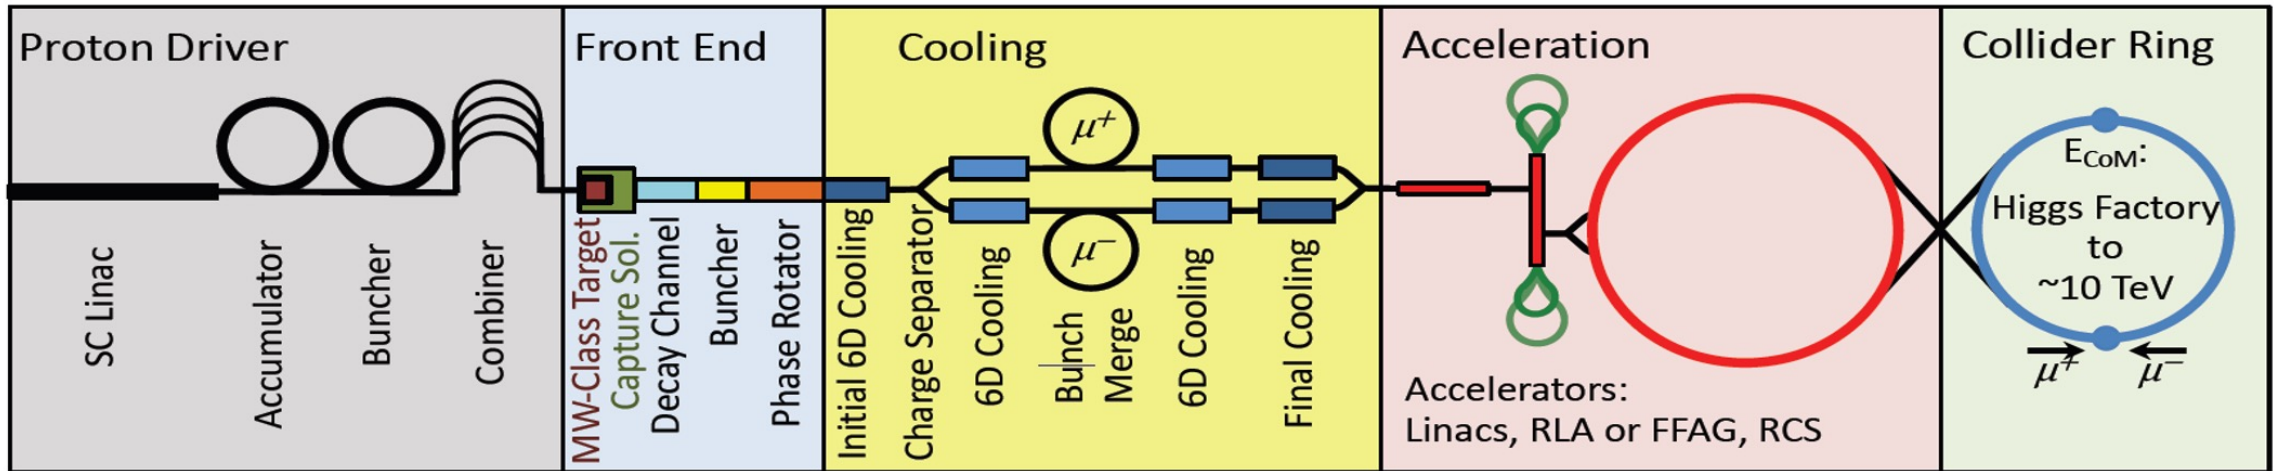 Proton Driver
SC Linac
Accumulator
Buncher
Combiner
Front End
MW-Class Target
Capture Sol.
Decay Channel
Buncher
Phase Rotator
Cooling
μ+
μ−
Initial 6D Cooling
Charge Separator
6D Cooling
Bunch
Merge
6D Cooling
Final Cooling
Acceleration
Accelerators:
Linacs, RLA or FFAG, RCS
Collider Ring
ECoM:
Higgs Factory
to
~10 TeV
μ+
μ−